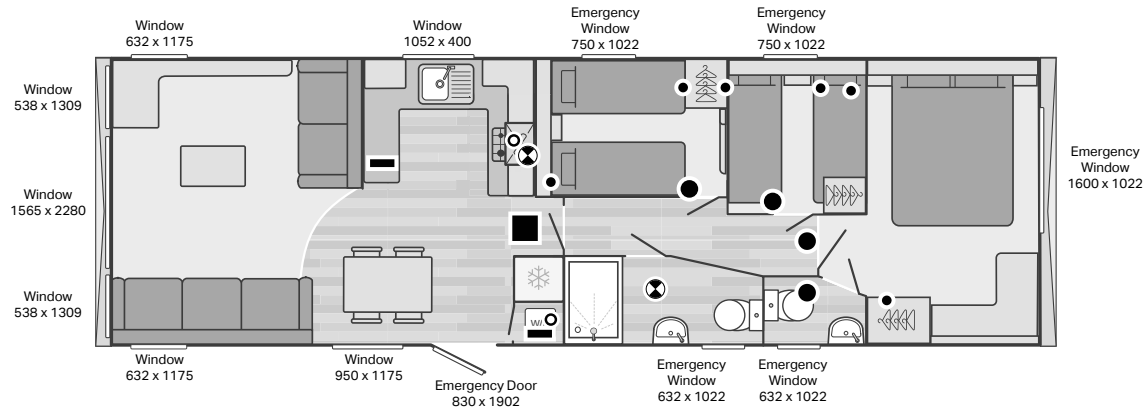 Window
632 x 1175
Window
1052 x 400
Emergency
Window
750 x 1022
Emergency
Window
750 x 1022
Window
538 x 1309
Window
1565 x 2280
Window
538 x 1309
Emergency
Window
1600 x 1022
Window
632 x 1175
Window
950 x 1175
Emergency Door
830 x 1902
Emergency
Window
632 x 1022
Emergency
Window
632 x 1022